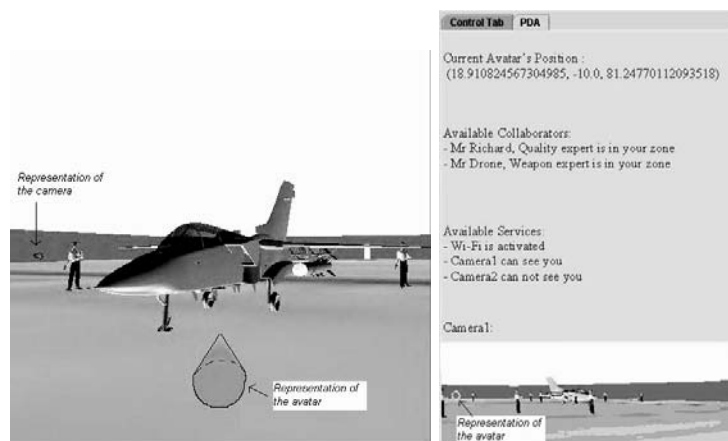 Representation of
the camera
Representation of
the avatar
Control Tab PDA
Current Avatar's Position :
(18.910824567304985, -10.0, 81.24770112093518)
Available Collaborators:
- Mr Richard, Quality expert is in your zone
- Mr Drone, Weapon expert is in your zone
Available Services:
- Wi-Fi is activated
- Camera1 can see you
- Camera2 can not see you
Camera1:
Representation of
the avatar